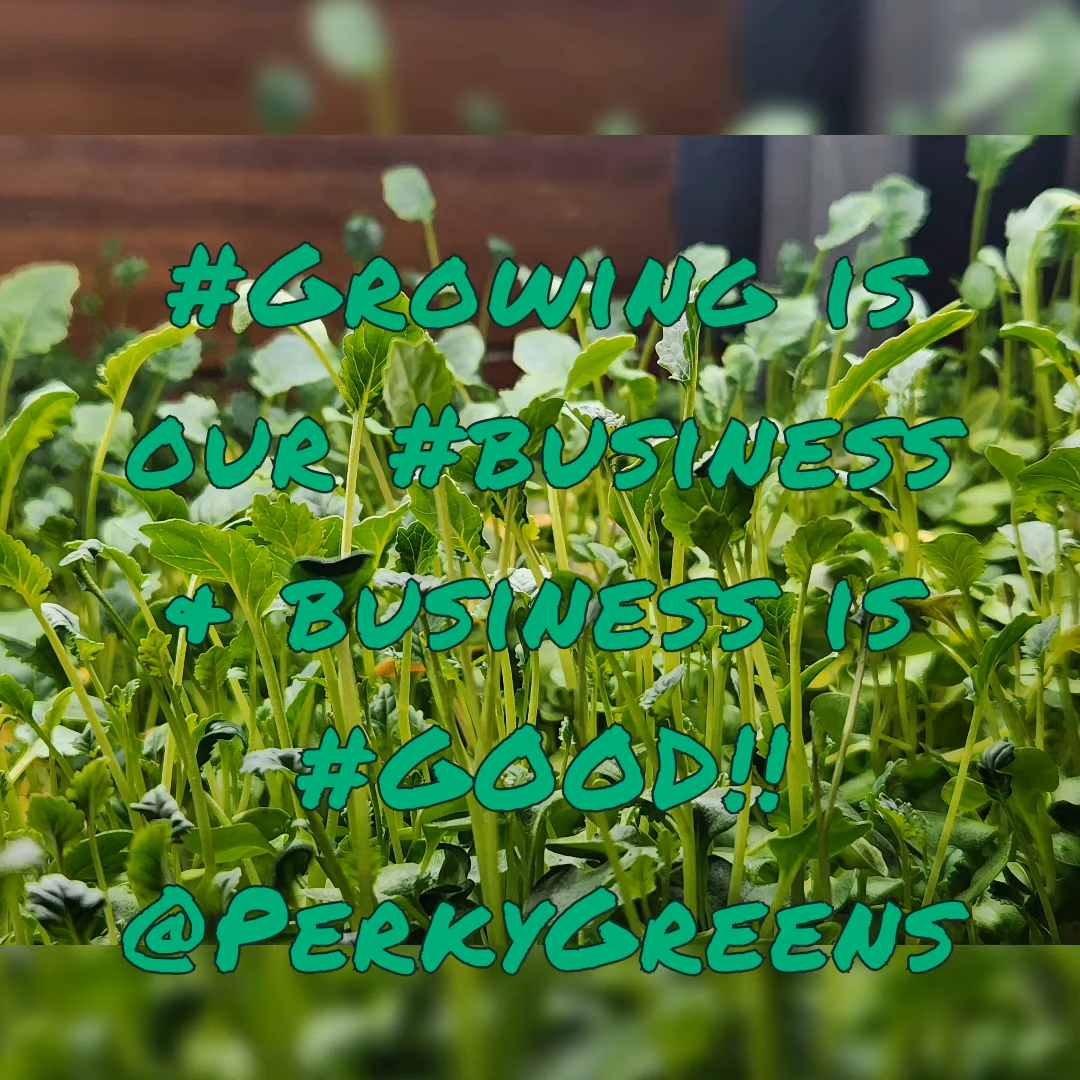 #Growing is
our #business
& business is
#GOOD!!
@PerkyGreens